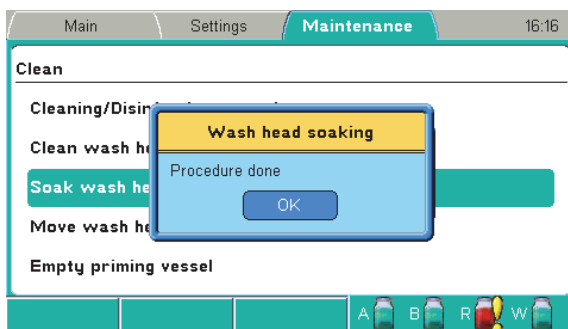 Main Settings Maintenance 16:16
Clean
Cleaning/Disin
Wash head soaking
Clean wash he
Procedure done
Soak wash he
OK
Move wash he
Empty priming vessel
A B R W